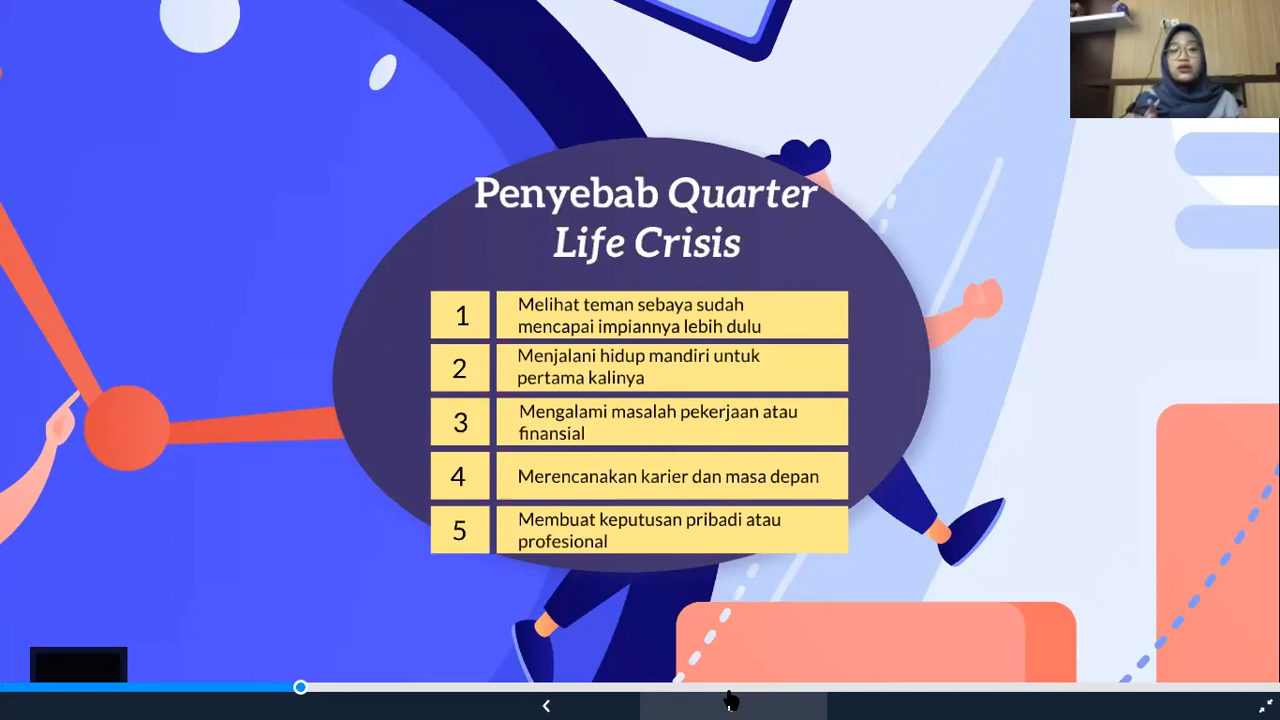 Penyebab Quarter
Life Crisis
1
Melihat teman sebaya sudah
mencapai impiannya lebih dulu
2
Menjalani hidup mandiri untuk
pertama kalinya
3
Mengalami masalah pekerjaan atau
finansial
4
Merencanakan karier dan masa depan
5
Membuat keputusan pribadi atau
profesional